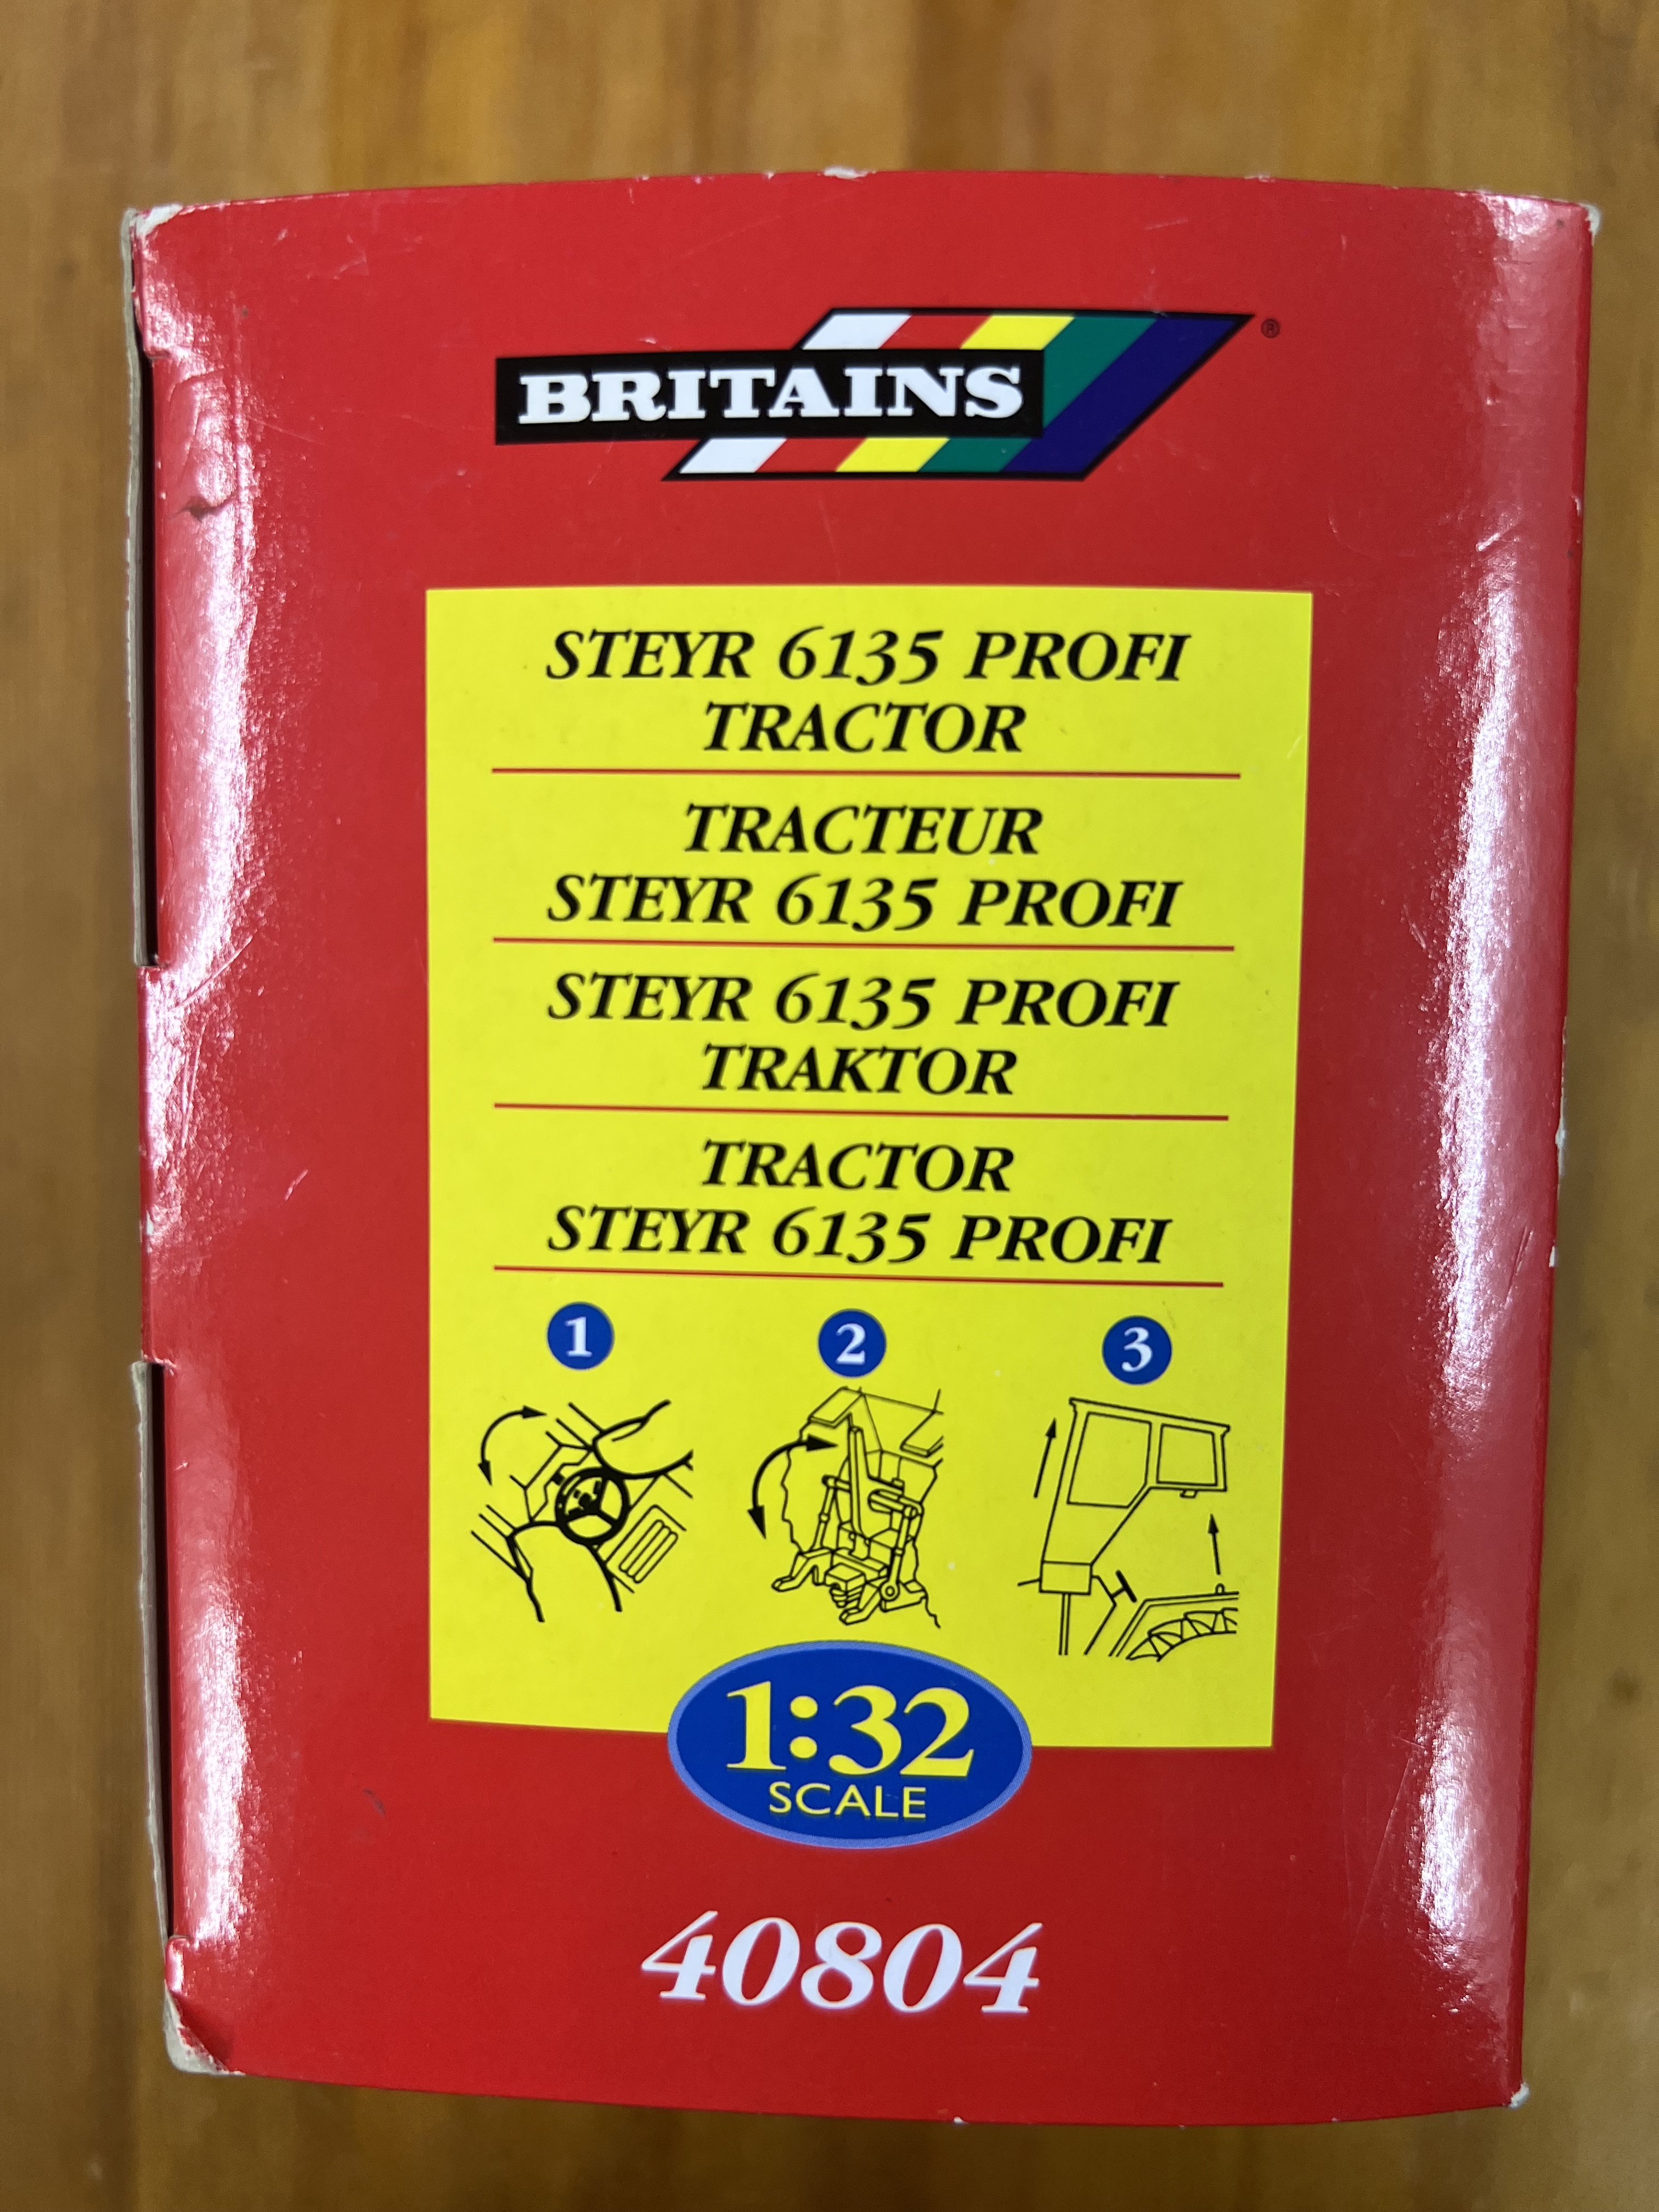 BRITAINS
®
STEYR 6135 PROFI
TRACTOR
TRACTEUR
STEYR 6135 PROFI
STEYR 6135 PROFI
TRAKTOR
TRACTOR
STEYR 6135 PROFI
1 2 3
1:32
SCALE
40804